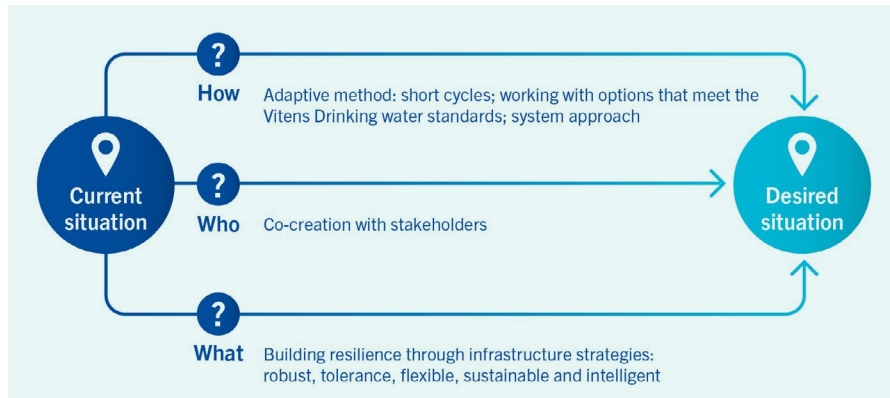 ?
How
Adaptive method: short cycles; working with options that meet the
Vitens Drinking water standards; system approach
Current
situation
?
Who
Co-creation with stakeholders
Desired
situation
?
What
Building resilience through infrastructure strategies:
robust, tolerance, flexible, sustainable and intelligent